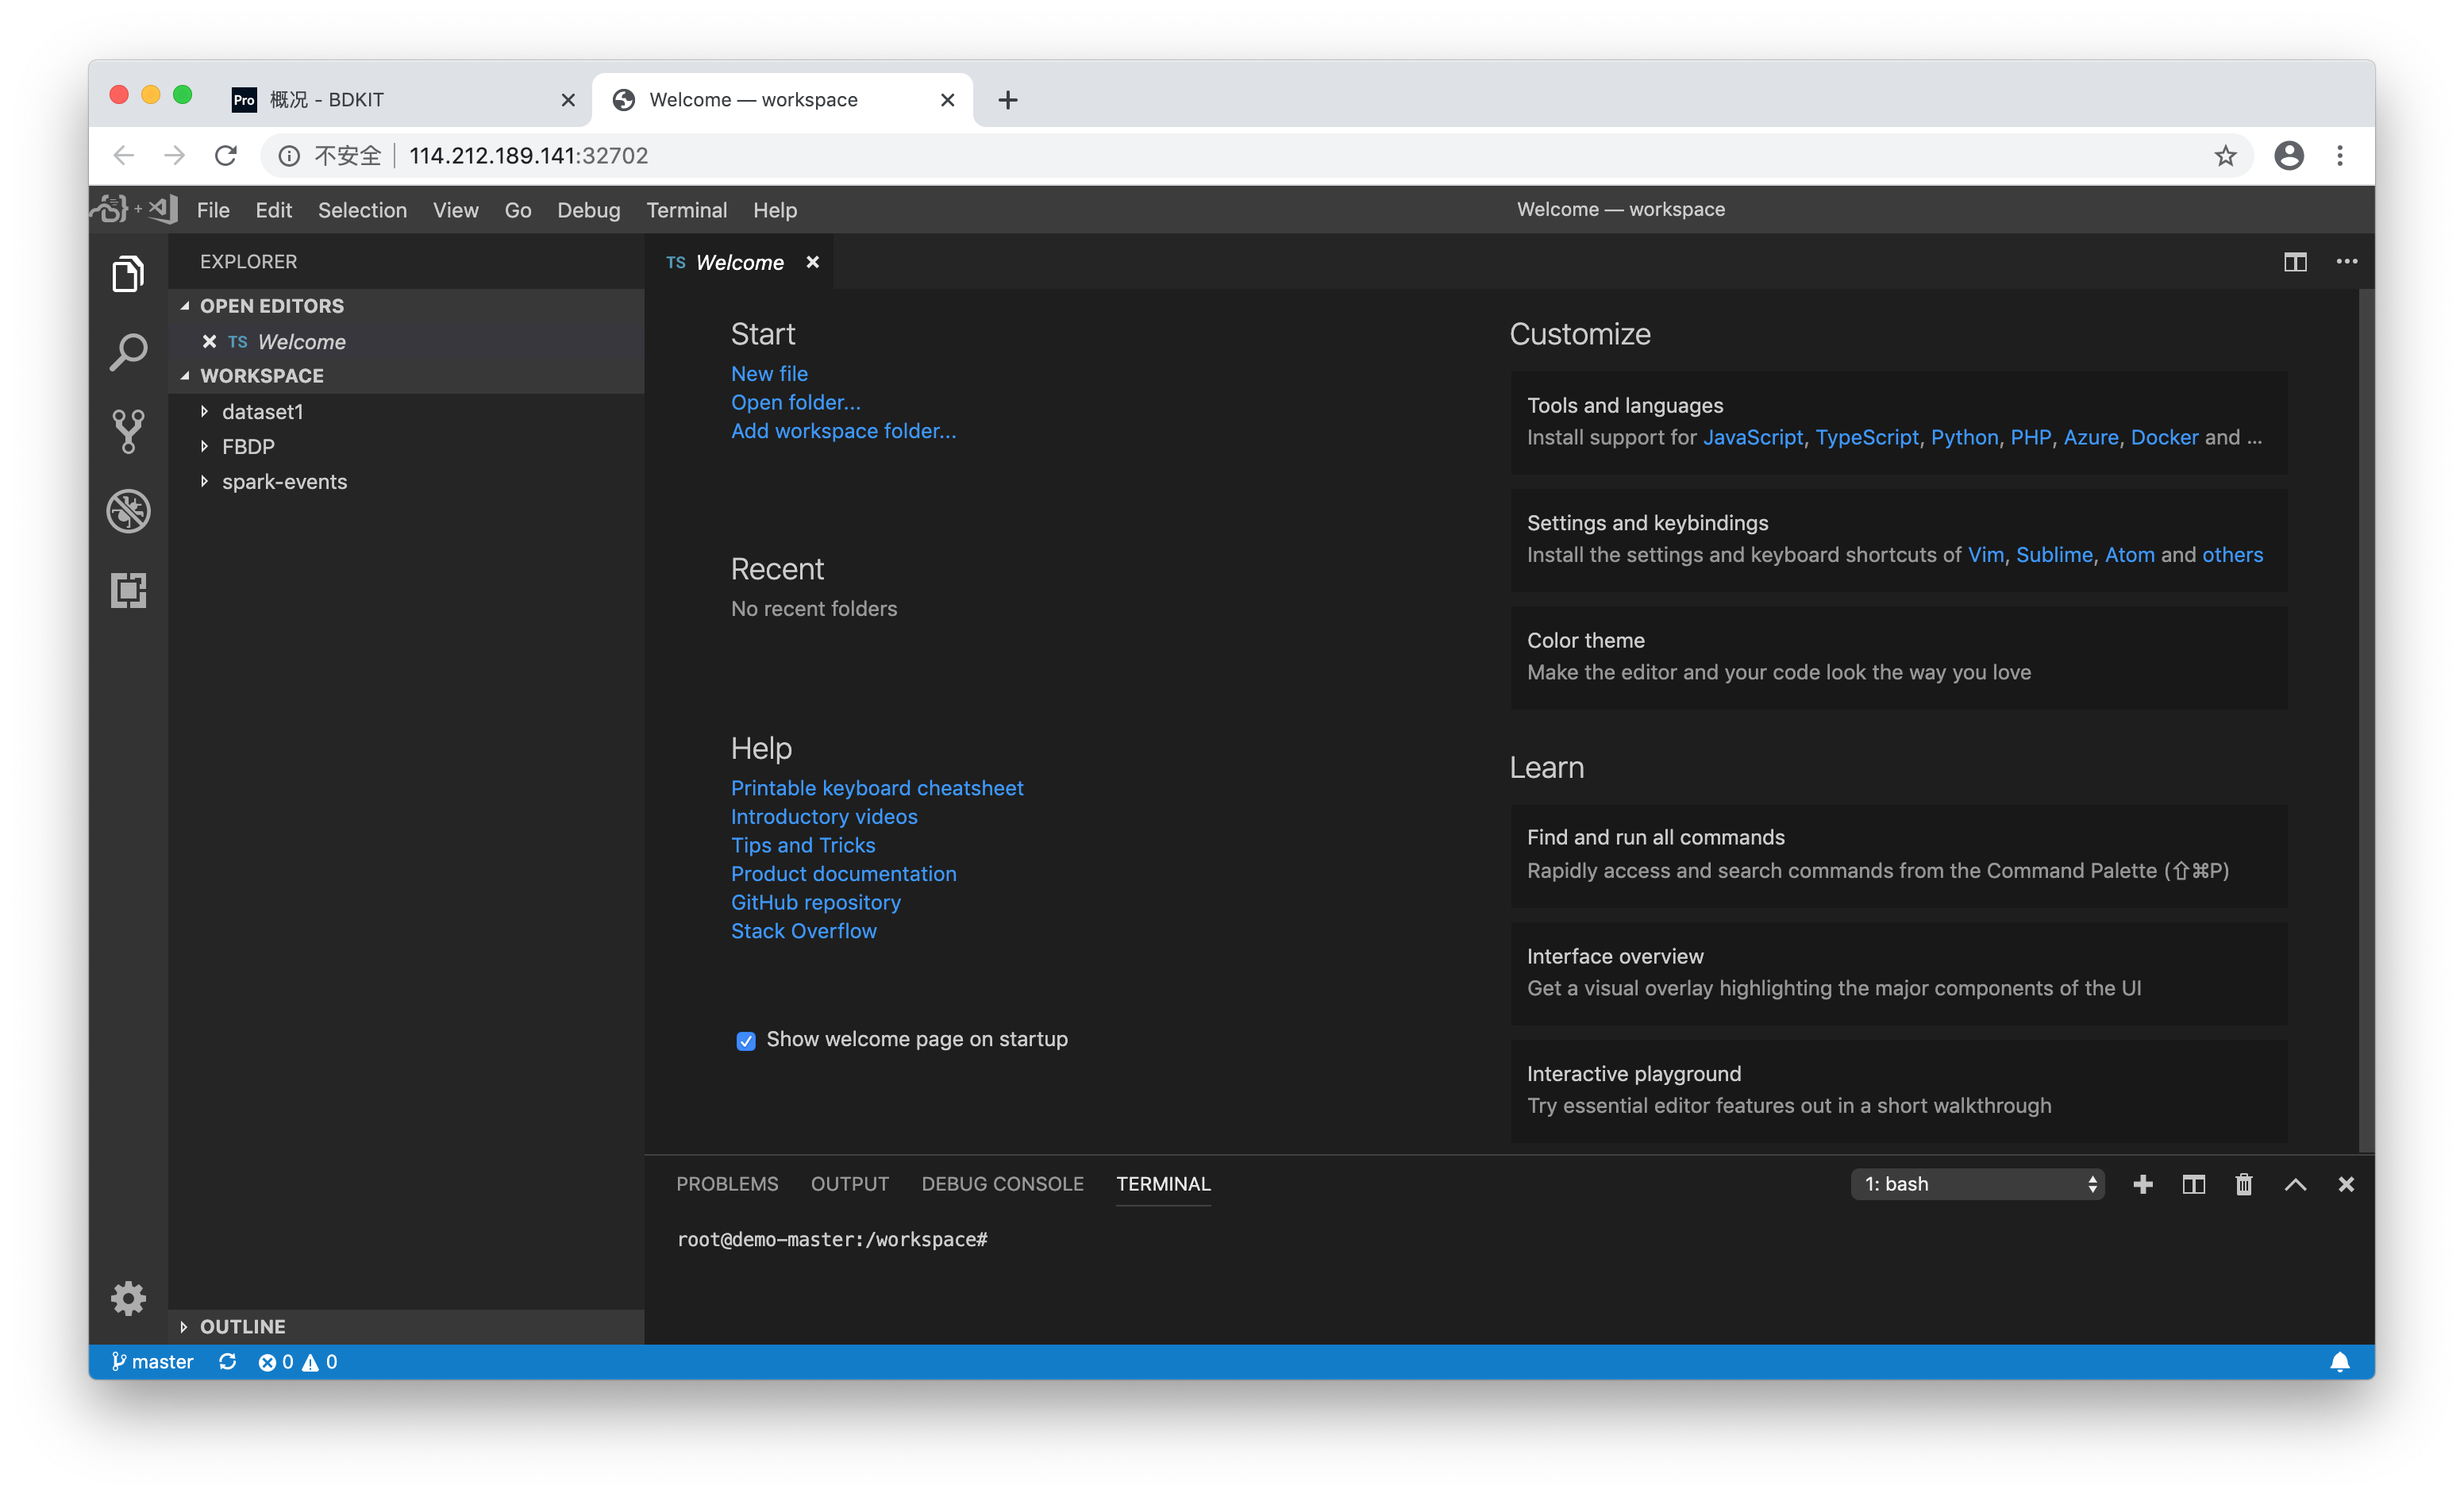 Pro 概况 - BDKIT
Welcome — workspace
不安全 114.212.189.141:32702
File Edit Selection View Go Debug Terminal Help
Welcome — workspace
EXPLORER
OPEN EDITORS
TS Welcome
WORKSPACE
dataset1
FBDP
spark-events
OUTLINE
TS Welcome
Start
New file
Open folder...
Add workspace folder...
Recent
No recent folders
Help
Printable keyboard cheatsheet
Introductory videos
Tips and Tricks
Product documentation
GitHub repository
Stack Overflow
Show welcome page on startup
Customize
Tools and languages
Install support for JavaScript, TypeScript, Python, PHP, Azure, Docker and ...
Settings and keybindings
Install the settings and keyboard shortcuts of Vim, Sublime, Atom and others
Color theme
Make the editor and your code look the way you love
Learn
Find and run all commands
Rapidly access and search commands from the Command Palette (⇧⌘P)
Interface overview
Get a visual overlay highlighting the major components of the UI
Interactive playground
Try essential editor features out in a short walkthrough
PROBLEMS OUTPUT DEBUG CONSOLE TERMINAL
1: bash
root@demo-master:/workspace#
master 0 0